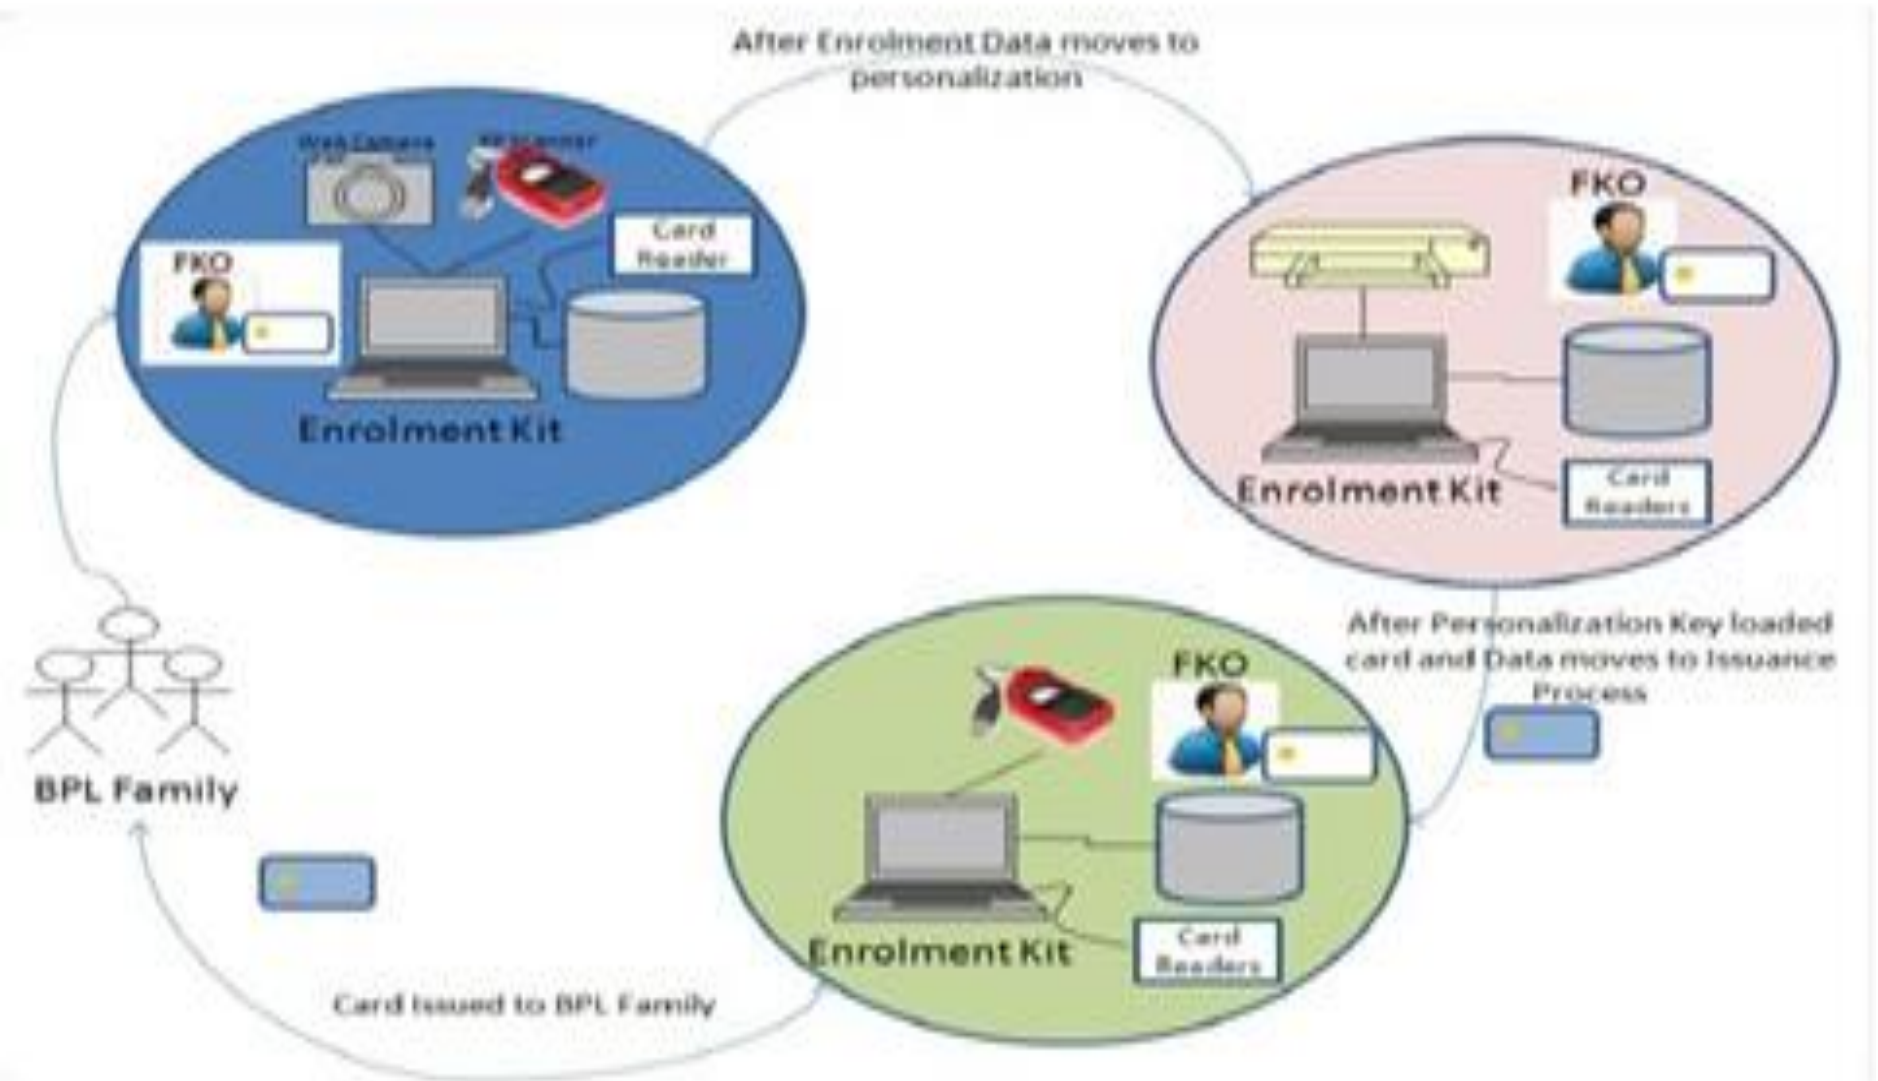 After Enrolment Data moves to
personalization
Web Camera
Scanner
Card
Reader
FKO
Enrolment Kit
FKO
Enrolment Kit
Card
Readers
After Personalization Key loaded
card and Data moves to Issuance
Process
FKO
Enrolment Kit
Card
Readers
BPL Family
Card Issued to BPL Family